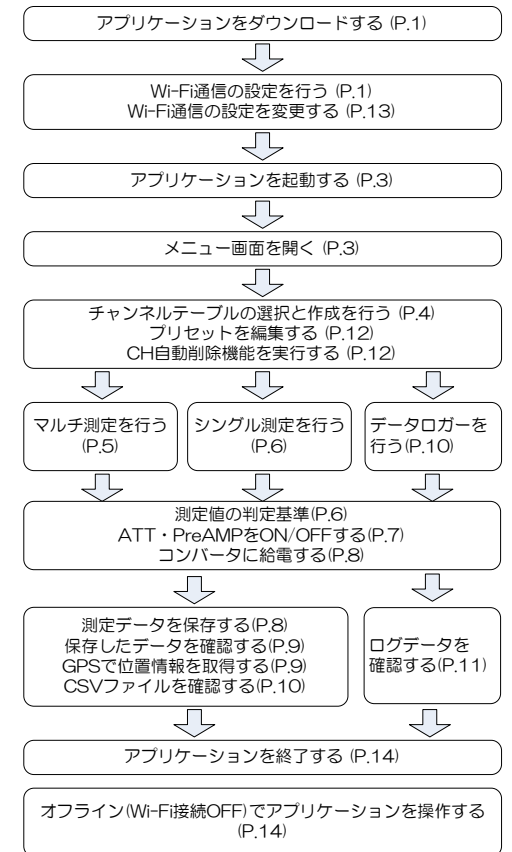 アプリケーションをダウンロードする (P.1)
Wi-Fi通信の設定を行う (P.1)
Wi-Fi通信の設定を変更する (P.13)
アプリケーションを起動する (P.3)
メニュー画面を開く (P.3)
チャンネルテーブルの選択と作成を行う (P.4)
プリセットを編集する (P.12)
CH自動削除機能を実行する (P.12)
マルチ測定を行う
(P.5)
シングル測定を行う
(P.6)
データロガーを
行う(P.10)
測定値の判定基準(P.6)
ATT・PreAMPをON/OFFする(P.7)
コンバータに給電する(P.8)
測定データを保存する(P.8)
保存したデータを確認する(P.9)
GPSで位置情報を取得する(P.9)
CSVファイルを確認する(P.10)
ログデータを
確認する(P.11)
アプリケーションを終了する (P.14)
オフライン(Wi-Fi接続OFF)でアプリケーションを操作する
(P.14)